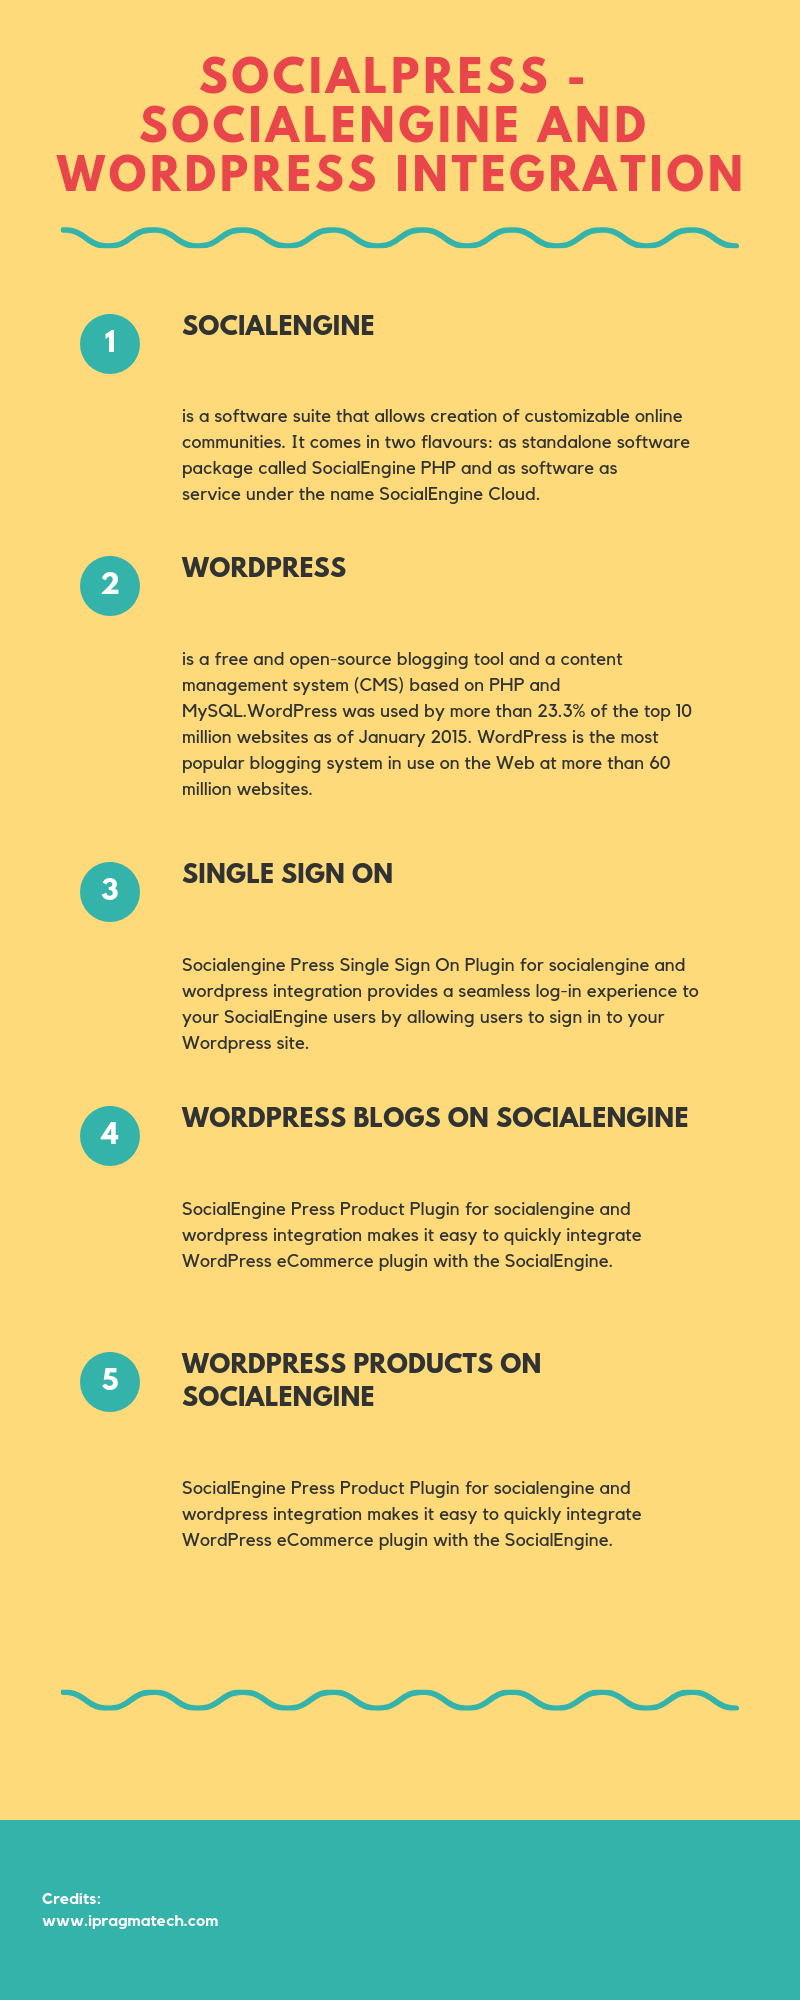 SOCIALPRESS -
SOCIALENGINE AND
WORDPRESS INTEGRATION
1
SOCIALENGINE
is a software suite that allows creation of customizable online
communities. It comes in two flavours: as standalone software
package called SocialEngine PHP and as software as
service under the name SocialEngine Cloud.
2
WORDPRESS
is a free and open-source blogging tool and a content
management system (CMS) based on PHP and
MySQL.WordPress was used by more than 23.3% of the top 10
million websites as of January 2015. WordPress is the most
popular blogging system in use on the Web at more than 60
million websites.
3
SINGLE SIGN ON
Socialengine Press Single Sign On Plugin for socialengine and
wordpress integration provides a seamless log-in experience to
your SocialEngine users by allowing users to sign in to your
Wordpress site.
4
WORDPRESS BLOGS ON SOCIALENGINE
SocialEngine Press Product Plugin for socialengine and
wordpress integration makes it easy to quickly integrate
WordPress eCommerce plugin with the SocialEngine.
5
WORDPRESS PRODUCTS ON
SOCIALENGINE
SocialEngine Press Product Plugin for socialengine and
wordpress integration makes it easy to quickly integrate
WordPress eCommerce plugin with the SocialEngine.
Credits:
www.ipragmatech.com